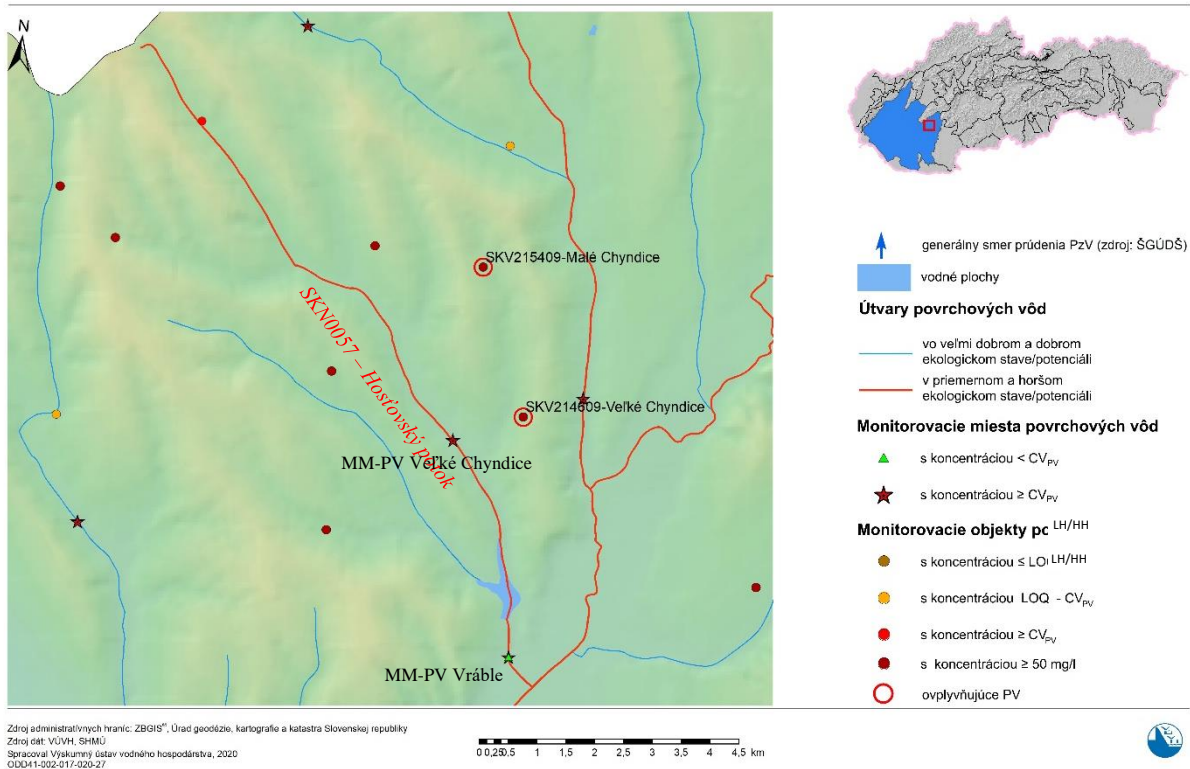 N
SKV215409-Malé Chyndice
SKN0057 – Hosťovský potok
SKV214609-Veľké Chyndice
MM-PV Veľké Chyndice
MM-PV Vráble
generálny smer prúdenia PzV (zdroj: ŠGÚDŠ)
vodné plochy
Útvary povrchových vôd
vo veľmi dobrom a dobrom
ekologickom stave/potenciáli
v priemernom a horšom
ekologickom stave/potenciáli
Monitorovacie miesta povrchových vôd
s koncentráciou < CVPV
s koncentráciou ≥ CVPV
Monitorovacie objekty po LH/HH
s koncentráciou ≤ LO LH/HH
s koncentráciou LOQ - CVPV
s koncentráciou ≥ CVPV
s koncentráciou ≥ 50 mg/l
ovplyvňujúce PV
Zdroj administratívnych hraníc: ZBGIS®, Úrad geodézie, kartografie a katastra Slovenskej republiky
Zdroj dát: VÚVH, SHMÚ
Spracoval Výskumný ústav vodného hospodárstva, 2020
ODD41-002-017-020-27
0 0,25 0,5 1 1,5 2 2,5 3 3,5 4 4,5 km